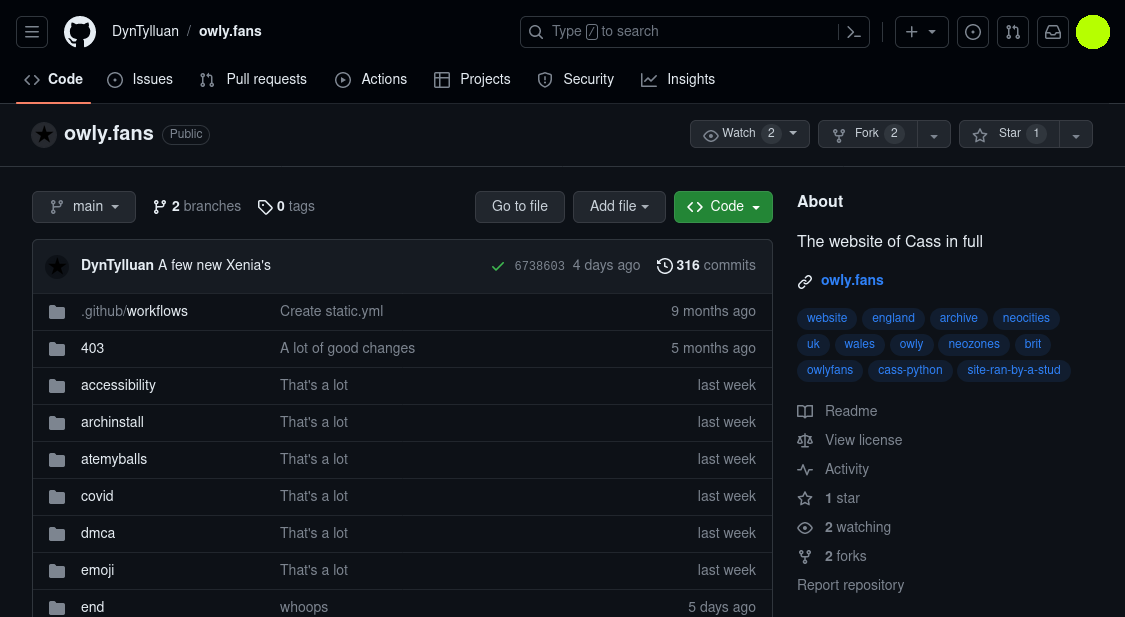 DynTylluan / owly.fans Type / to search
Code Issues Pull requests Actions Projects Security Insights
owly.fans Public Watch 2 Fork 2 Star 1
main 2 branches 0 tags Go to file Add file Code
DynTylluan A few new Xenia's 6738603 4 days ago 316 commits
.github/workflows Create static.yml 9 months ago
403 A lot of good changes 5 months ago
accessibility That's a lot last week
archinstall That's a lot last week
atemyballs That's a lot last week
covid That's a lot last week
dmca That's a lot last week
emoji That's a lot last week
end whoops 5 days ago
About
The website of Cass in full
owly.fans
website england archive neocities
uk wales owly neozones brit
owlyfans cass-python site-ran-by-a-stud
Readme
View license
Activity
1 star
2 watching
2 forks
Report repository